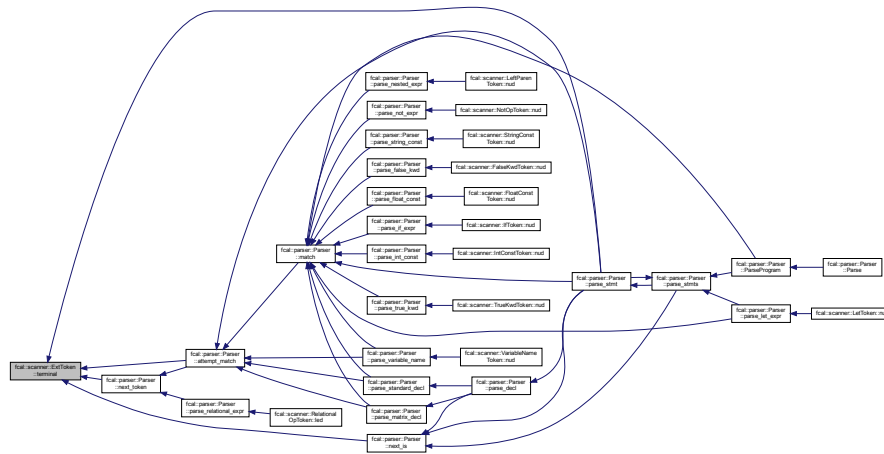 fcal::scanner::ExtToken
::terminal
fcal::parser::Parser
::attempt_match
fcal::parser::Parser
::next_token
fcal::parser::Parser
::parse_relational_expr
fcal::scanner::Relational
OpToken::led
fcal::parser::Parser
::match
fcal::parser::Parser
::parse_nested_expr
fcal::scanner::LeftParen
Token::nud
fcal::parser::Parser
::parse_not_expr
fcal::scanner::NotOpToken::nud
fcal::parser::Parser
::parse_string_const
fcal::scanner::StringConst
Token::nud
fcal::parser::Parser
::parse_false_kwd
fcal::scanner::FalseKwdToken::nud
fcal::parser::Parser
::parse_float_const
fcal::scanner::FloatConst
Token::nud
fcal::parser::Parser
::parse_if_expr
fcal::scanner::IfToken::nud
fcal::parser::Parser
::parse_int_const
fcal::scanner::IntConstToken::nud
fcal::parser::Parser
::parse_true_kwd
fcal::scanner::TrueKwdToken::nud
fcal::parser::Parser
::parse_variable_name
fcal::scanner::VariableName
Token::nud
fcal::parser::Parser
::parse_standard_decl
fcal::parser::Parser
::parse_matrix_decl
fcal::parser::Parser
::next_is
fcal::parser::Parser
::parse_decl
fcal::parser::Parser
::parse_stmt
fcal::parser::Parser
::parse_stmts
fcal::parser::Parser
::ParseProgram
fcal::parser::Parser
::Parse
fcal::parser::Parser
::parse_let_expr
fcal::scanner::LetToken::nud